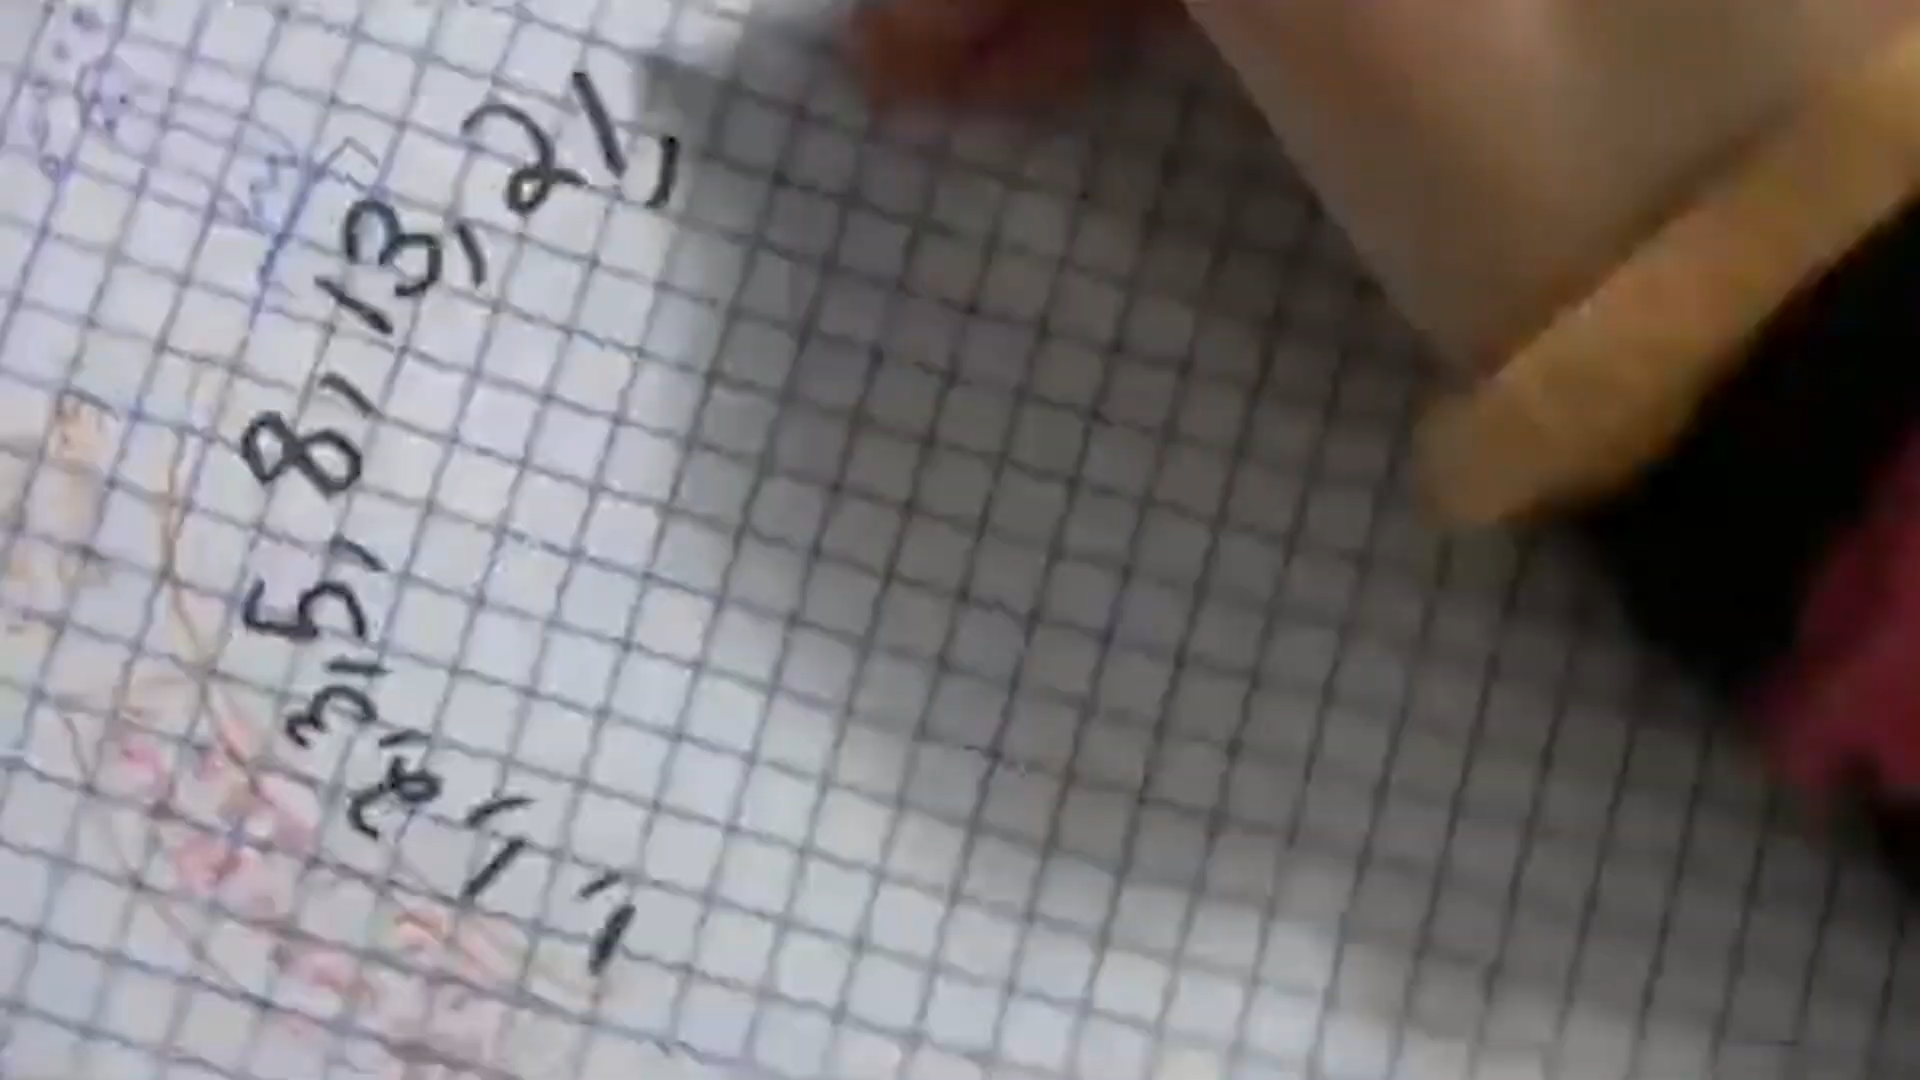 1, 1, 2, 3, 5, 8, 13, 21,